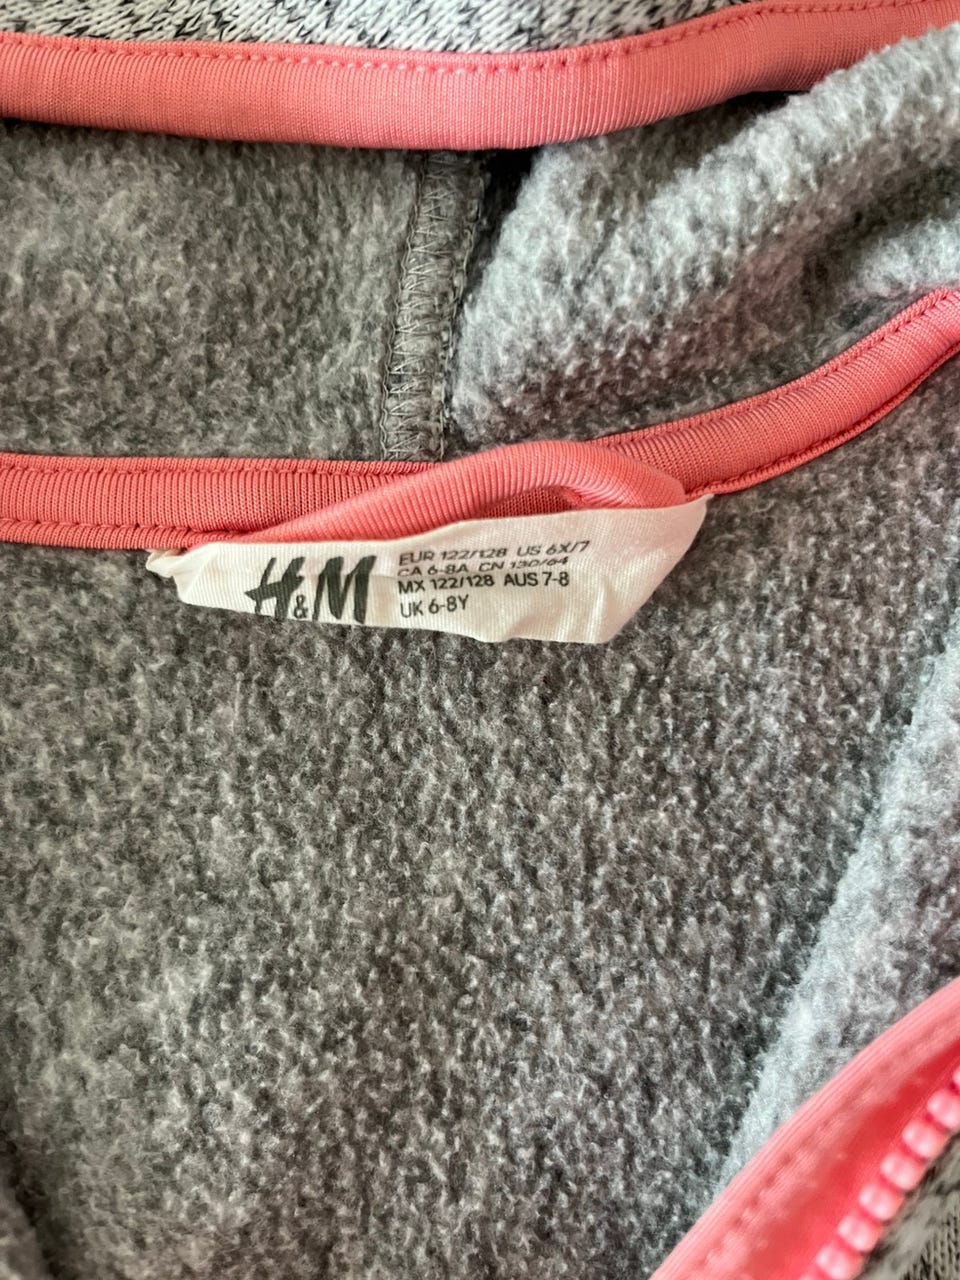 H&M
EUR 122/128 US 6X/7
CA 6-8A CN 130/64
MX 122/128 AUS 7-8
UK 6-8Y